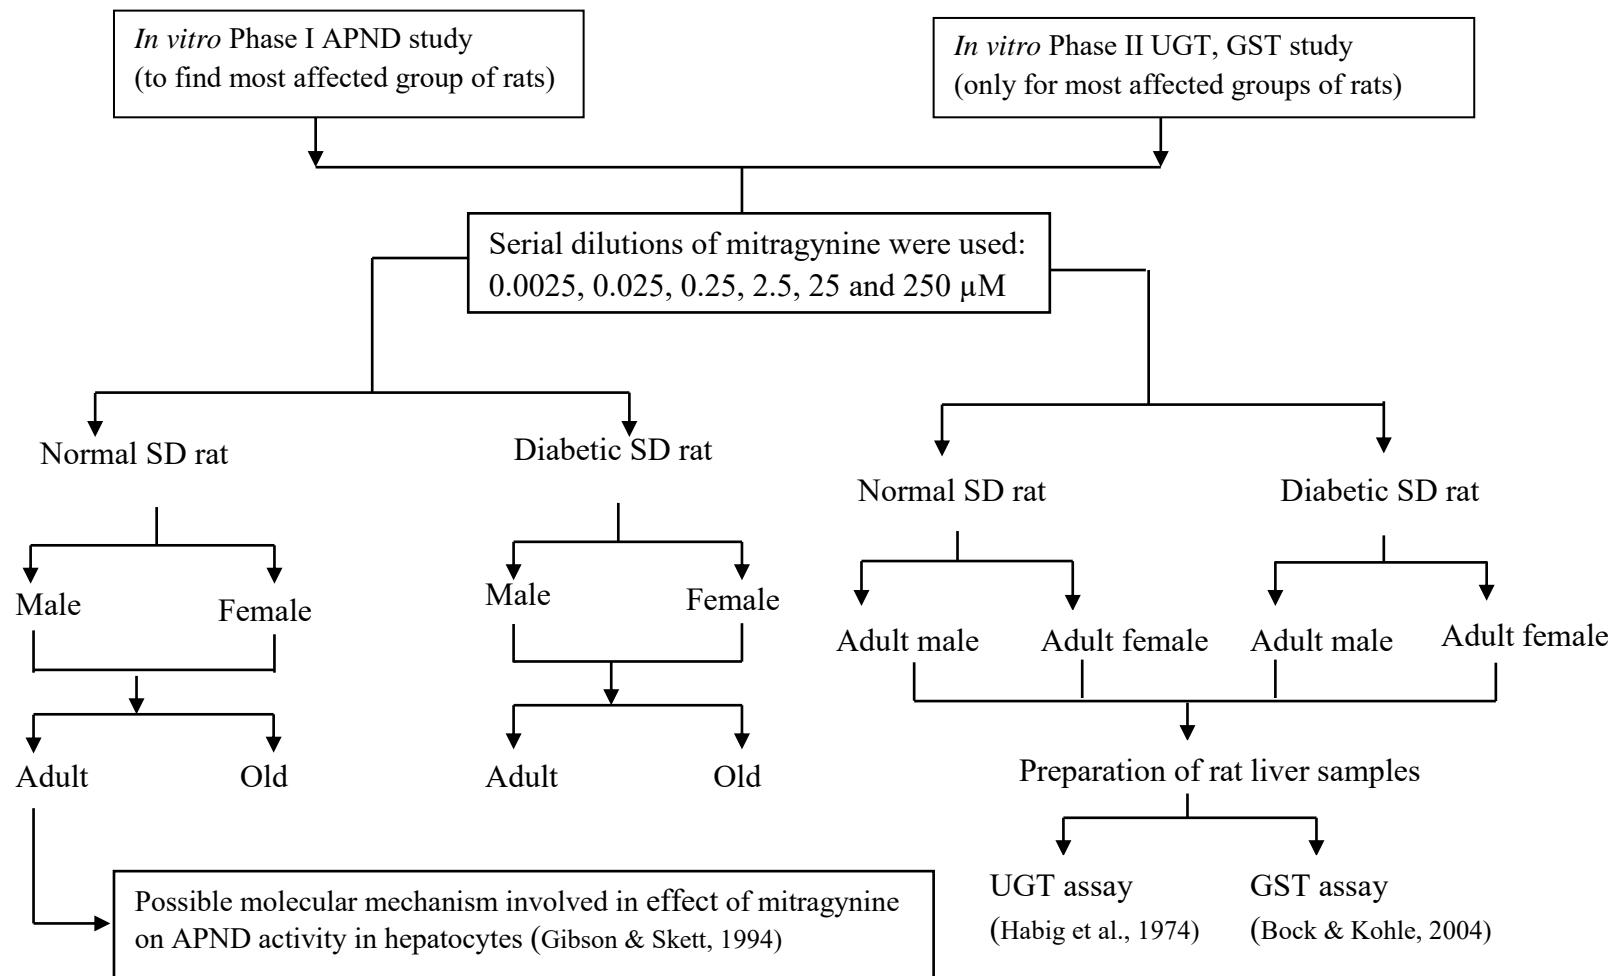 In vitro Phase I APND study
(to find most affected group of rats)
In vitro Phase II UGT, GST study
(only for most affected groups of rats)
Serial dilutions of mitragynine were used:
0.0025, 0.025, 0.25, 2.5, 25 and 250 µM
Normal SD rat
Diabetic SD rat
Male
Female
Male
Female
Adult
Old
Adult
Old
Possible molecular mechanism involved in effect of mitragynine
on APND activity in hepatocytes (Gibson & Skett, 1994)
Normal SD rat
Diabetic SD rat
Adult male
Adult female
Adult male
Adult female
Preparation of rat liver samples
UGT assay
(Habig et al., 1974)
GST assay
(Bock & Kohle, 2004)